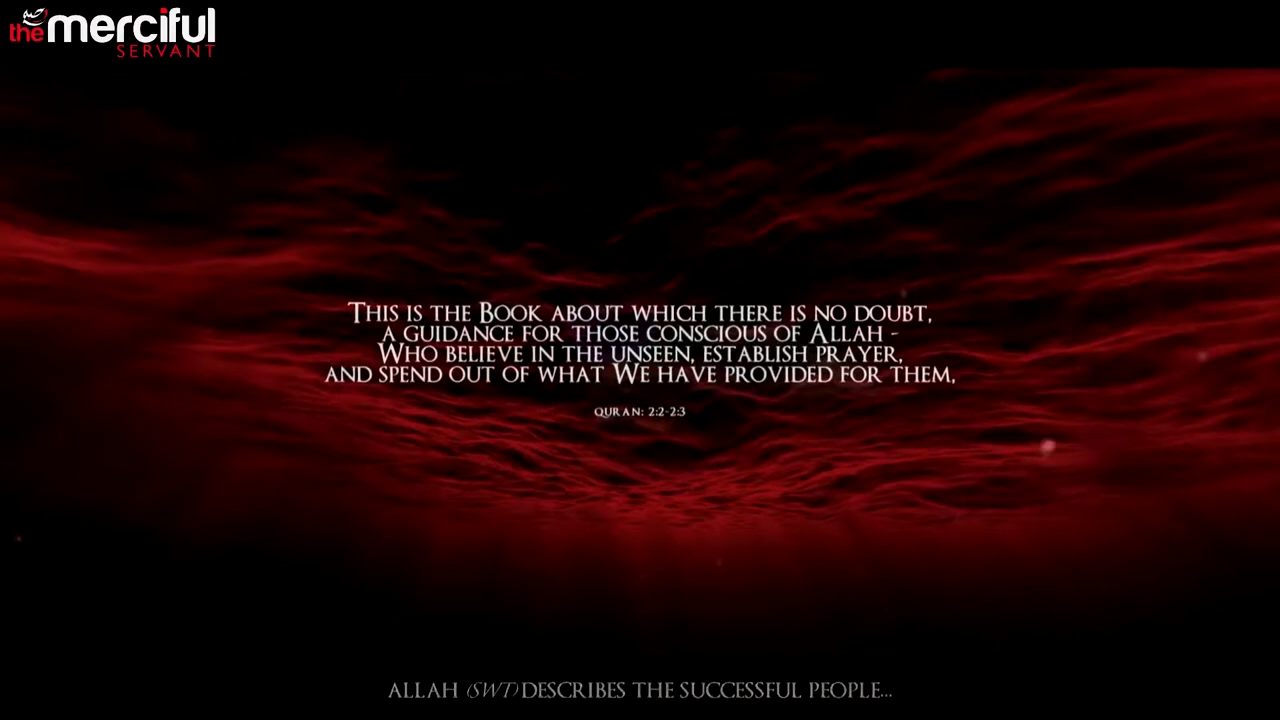 the merciful
SERVANT
THIS IS THE BOOK ABOUT WHICH THERE IS NO DOUBT,
A GUIDANCE FOR THOSE CONSCIOUS OF ALLAH -
WHO BELIEVE IN THE UNSEEN, ESTABLISH PRAYER,
AND SPEND OUT OF WHAT WE HAVE PROVIDED FOR THEM,
QURAN: 2:2-2:3
ALLAH (SWT) DESCRIBES THE SUCCESSFUL PEOPLE...